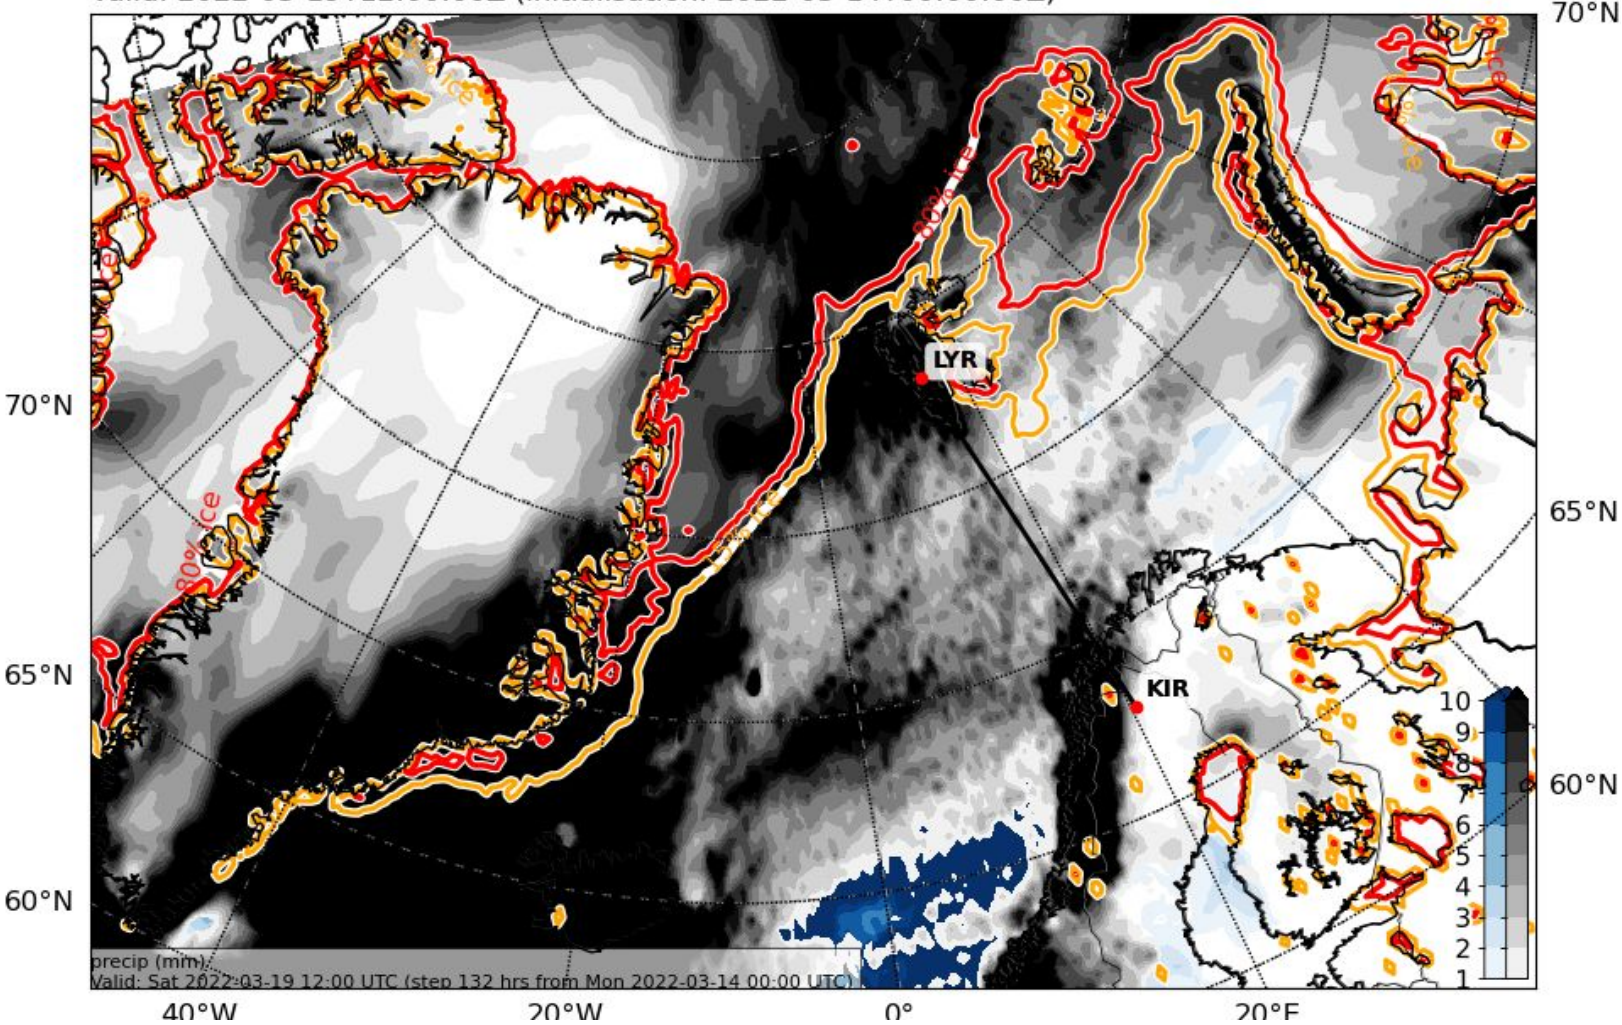 70°N
80% ice
LYR
70°N
65°N
80% ice
65°N
KIR
10
9
8
7
6
5
4
3
2
1
60°N
60°N
precip (mm)
Valid: Sat 2022-03-19 12:00 UTC (step 132 hrs from Mon 2022-03-14 00:00 UTC)
40°W
20°W
0°
20°E